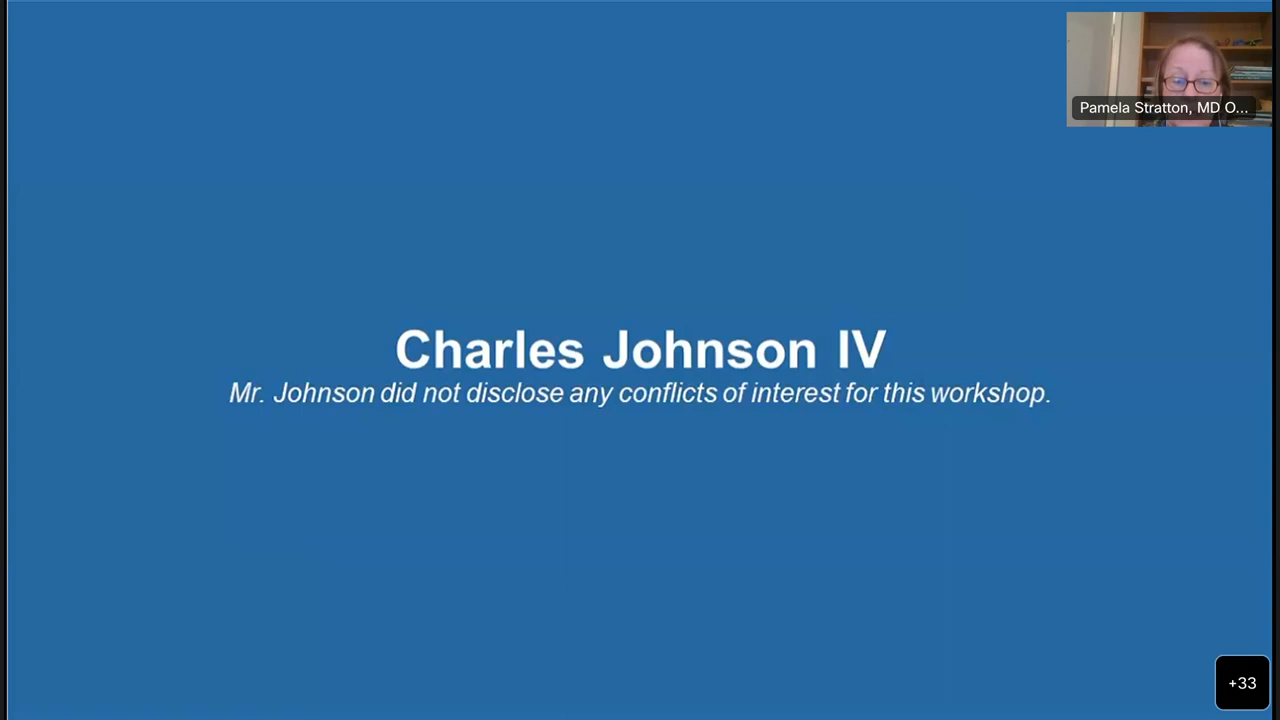 Pamela Stratton, MD O...
Charles Johnson IV
Mr. Johnson did not disclose any conflicts of interest for this workshop.
+33